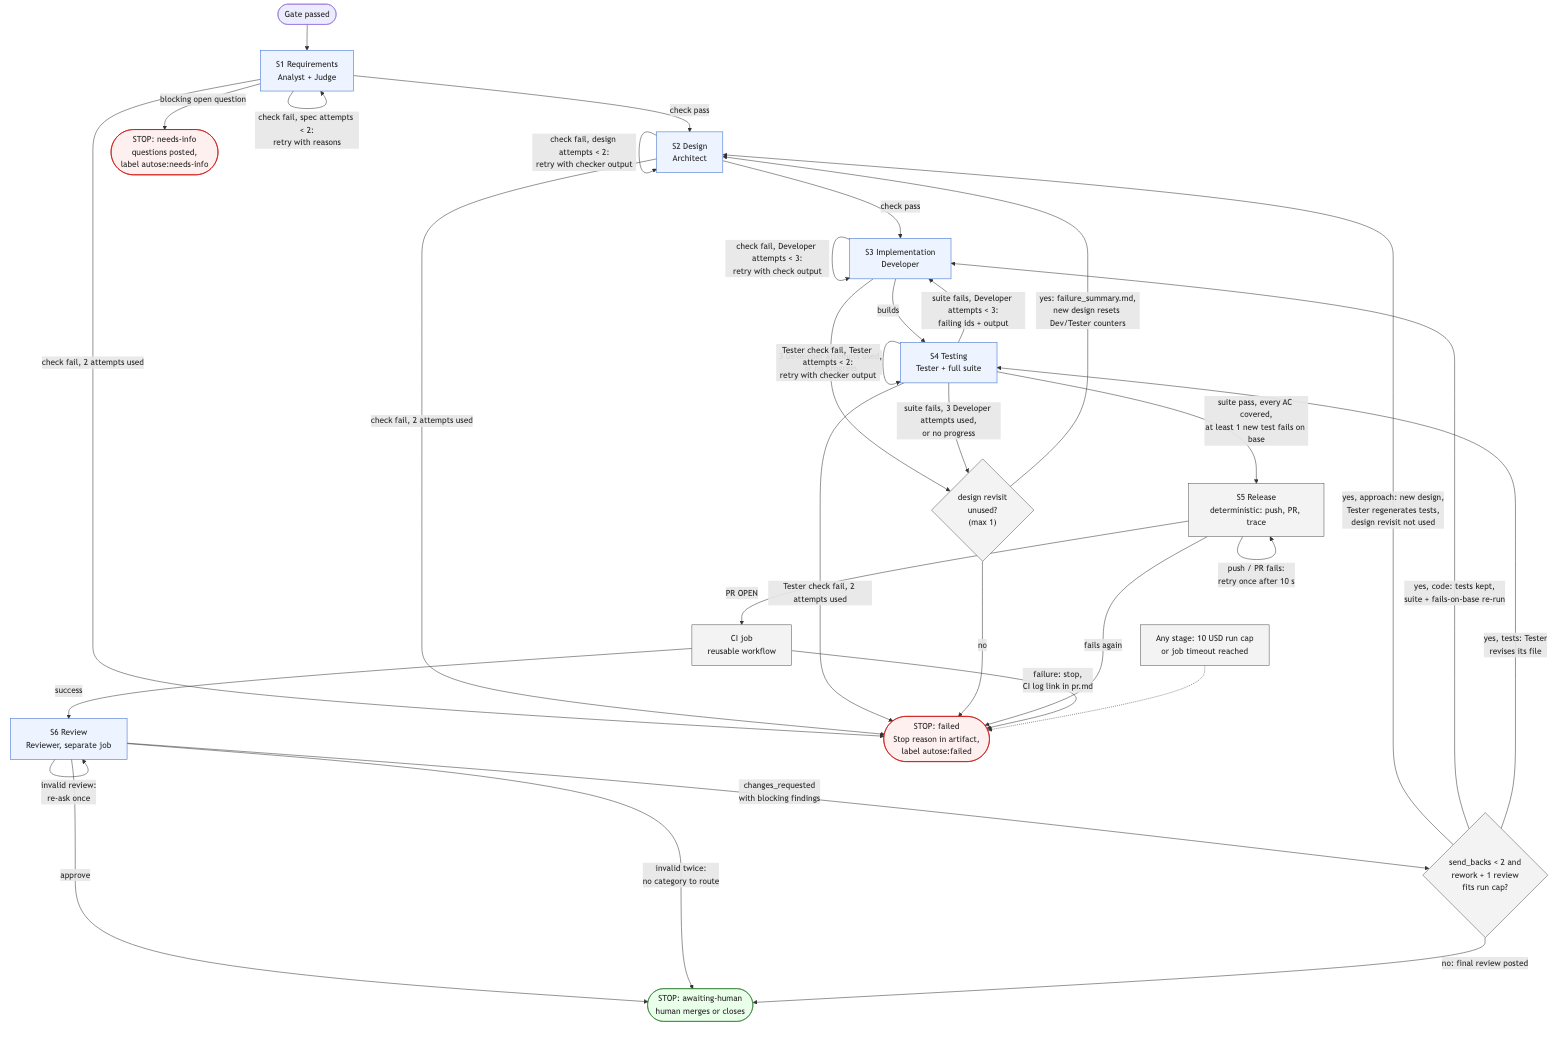 Gate passed
S1 Requirements
Analyst + Judge
blocking open question
check fail, spec attempts
< 2:
retry with reasons
check pass
STOP: needs-info
questions posted,
label autose:needs-info
check fail, design
attempts < 2:
retry with checker output
S2 Design
Architect
check pass
check fail, Developer
attempts < 3:
retry with check output
S3 Implementation
Developer
builds
suite fails, Developer
attempts < 3:
failing ids + output
yes: failure_summary.md,
new design resets
Dev/Tester counters
check fail, 2 attempts used
Tester check fail, Tester
attempts < 2:
retry with checker output
S4 Testing
Tester + full suite
check fail, 2 attempts used
suite fails, 3 Developer
attempts used,
or no progress
suite pass, every AC
covered,
at least 1 new test fails on
base
design revisit
unused?
(max 1)
S5 Release
deterministic: push, PR,
trace
yes, approach: new design,
Tester regenerates tests,
design revisit not used
push / PR fails:
retry once after 10 s
PR OPEN
Tester check fail, 2
attempts used
yes, code: tests kept,
suite + fails-on-base re-run
CI job
reusable workflow
no
fails again
Any stage: 10 USD run cap
or job timeout reached
yes, tests: Tester
revises its file
success
failure: stop,
CI log link in pr.md
S6 Review
Reviewer, separate job
STOP: failed
Stop reason in artifact,
label autose:failed
invalid review:
re-ask once
changes_requested
with blocking findings
approve
invalid twice:
no category to route
send_backs < 2 and
rework + 1 review
fits run cap?
no: final review posted
STOP: awaiting-human
human merges or closes